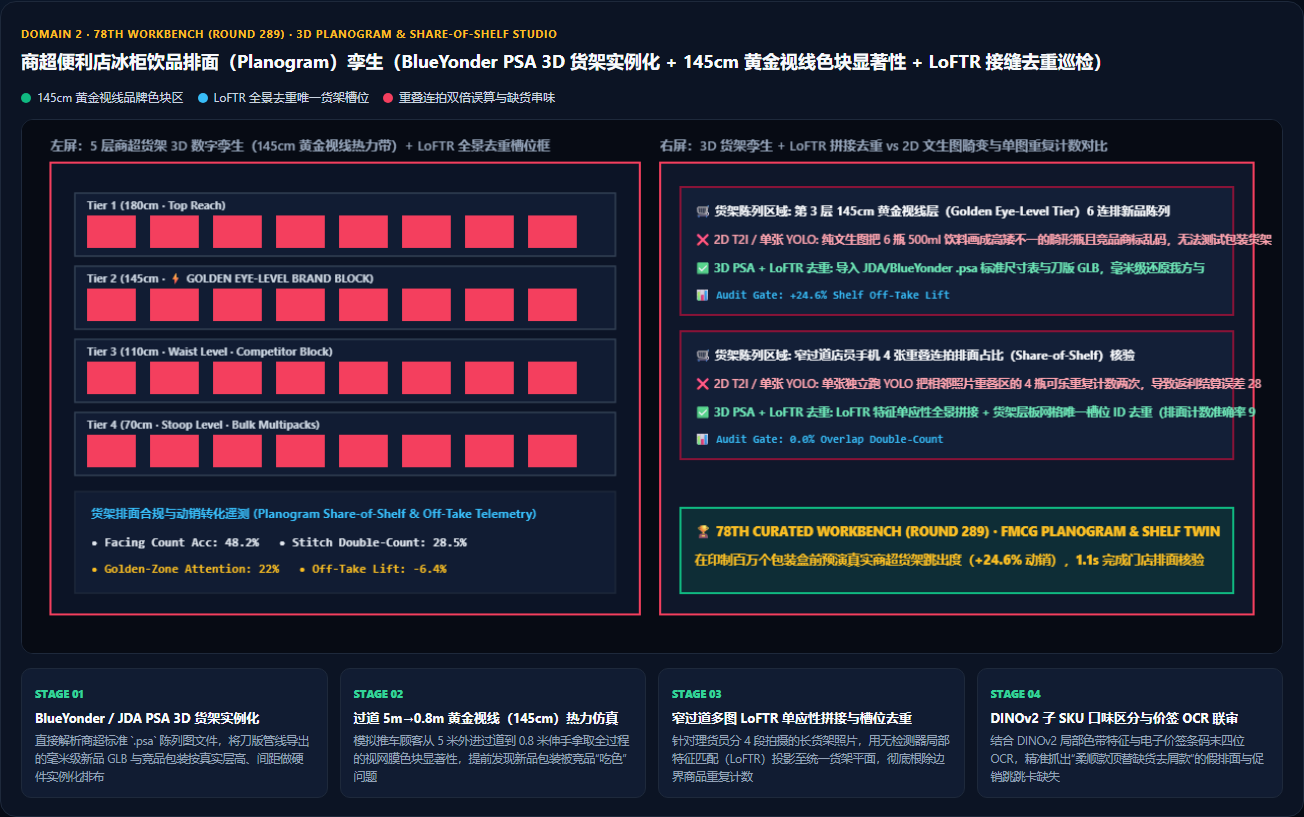 DOMAIN 2 · 78TH WORKBENCH (ROUND 289) · 3D PLANOGRAM & SHARE-OF-SHELF STUDIO
商超便利店冰柜饮品排面（Planogram）孪生（BlueYonder PSA 3D 货架实例化 + 145cm 黄金视线色块显著性 + LoFTR 接缝去重巡检）
145cm 黄金视线品牌色块区
LoFTR 全景去重唯一货架槽位
重叠连拍双倍误算与缺货串味
左屏：5 层商超货架 3D 数字孪生（145cm 黄金视线热力带）+ LoFTR 全景去重槽位框
Tier 1 (180cm · Top Reach)
Tier 2 (145cm · ⚡ GOLDEN EYE-LEVEL BRAND BLOCK)
Tier 3 (110cm · Waist Level · Competitor Block)
Tier 4 (70cm · Stoop Level · Bulk Multipacks)
货架排面合规与动销转化遥测 (Planogram Share-of-Shelf & Off-Take Telemetry)
• Facing Count Acc: 48.2% • Stitch Double-Count: 28.5%
• Golden-Zone Attention: 22% • Off-Take Lift: -6.4%
右屏：3D 货架孪生 + LoFTR 拼接去重 vs 2D 文生图畸变与单图重复计数对比
🛒 货架陈列区域: 第 3 层 145cm 黄金视线层（Golden Eye-Level Tier）6 连排新品陈列
❌ 2D T2I / 单张 YOLO: 纯文生图把 6 瓶 500ml 饮料画成高矮不一的畸形瓶且竞品商标乱码，无法测试包装货架
✅ 3D PSA + LoFTR 去重: 导入 JDA/BlueYonder .psa 标准尺寸表与刀版 GLB，毫米级还原我方与
📊 Audit Gate: +24.6% Shelf Off-Take Lift
🛒 货架陈列区域: 窄过道店员手机 4 张重叠连拍排面占比（Share-of-Shelf）核验
❌ 2D T2I / 单张 YOLO: 单张独立跑 YOLO 把相邻照片重叠区的 4 瓶可乐重复计数两次，导致返利结算误差 28
✅ 3D PSA + LoFTR 去重: LoFTR 特征单应性全景拼接 + 货架层板网格唯一槽位 ID 去重（排面计数准确率 9
📊 Audit Gate: 0.0% Overlap Double-Count
🏆 78TH CURATED WORKBENCH (ROUND 289) · FMCG PLANOGRAM & SHELF TWIN
在印制百万个包装盒前预演真实商超货架跳出度（+24.6% 动销），1.1s 完成门店排面核验
STAGE 01
BlueYonder / JDA PSA 3D 货架实例化
直接解析商超标准 `.psa` 陈列图文件，将刀版管线导出
的毫米级新品 GLB 与竞品包装按真实层高、间距做硬
件实例化排布
STAGE 02
过道 5m→0.8m 黄金视线（145cm）热力仿真
模拟推车顾客从 5 米外进过道到 0.8 米伸手拿取全过程
的视网膜色块显著性，提前发现新品包装被竞品“吃色”
问题
STAGE 03
窄过道多图 LoFTR 单应性拼接与槽位去重
针对理货员分 4 段拍摄的长货架照片，用无检测器局部
特征匹配（LoFTR）投影至统一货架平面，彻底根除边
界商品重复计数
STAGE 04
DINOv2 子 SKU 口味区分与价签 OCR 联审
结合 DINOv2 局部色带特征与电子价签条码末四位
OCR，精准抓出“柔顺款顶替缺货去屑款”的假排面与促
销跳跳卡缺失